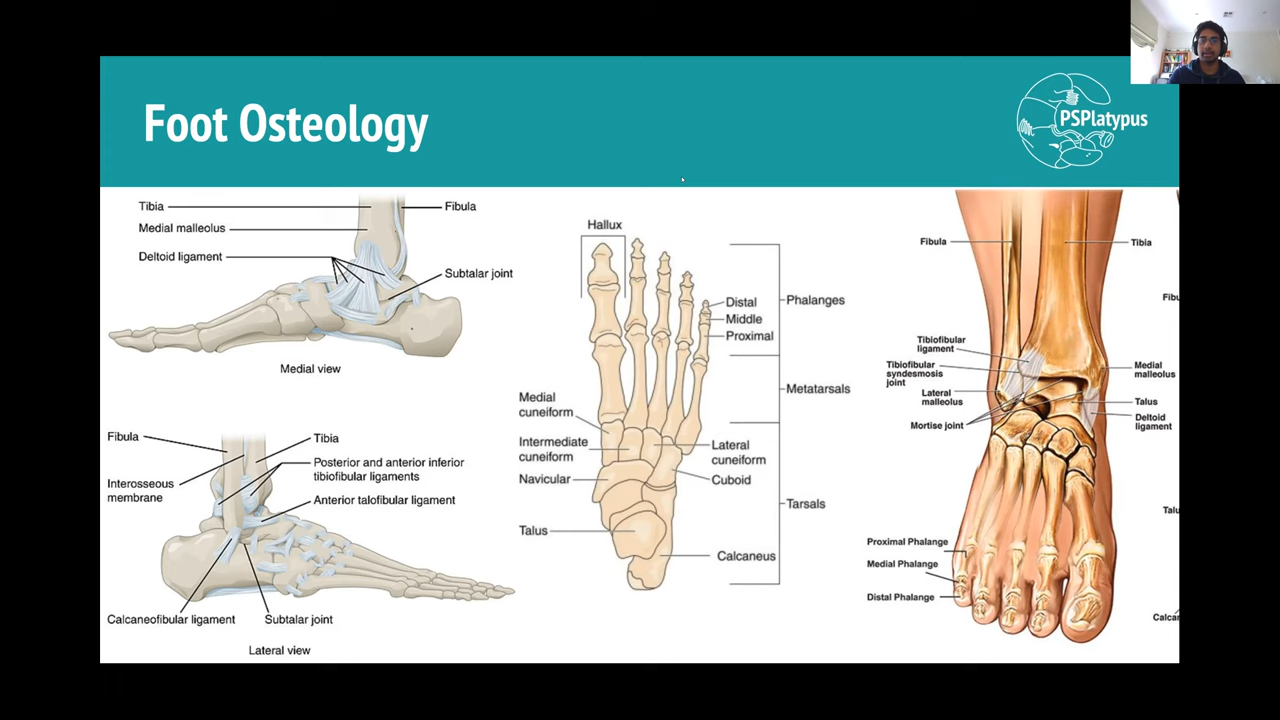 Foot Osteology
PSPlatypus
Tibia
Fibula
Medial malleolus
Deltoid ligament
Subtalar joint
Medial view
Fibula
Tibia
Interosseous
membrane
Posterior and anterior inferior
tibiofibular ligaments
Anterior talofibular ligament
Calcaneofibular ligament
Subtalar joint
Lateral view
Hallux
Distal
Middle
Proximal
Phalanges
Metatarsals
Medial
cuneiform
Intermediate
cuneiform
Navicular
Lateral
cuneiform
Cuboid
Talus
Tarsals
Calcaneus
Fibula
Tibia
Tibiofibular
ligament
Tibiofibular
syndesmosis
joint
Lateral
malleolus
Mortise joint
Medial
malleolus
Talus
Deltoid
ligament
Proximal Phalange
Medial Phalange
Distal Phalange